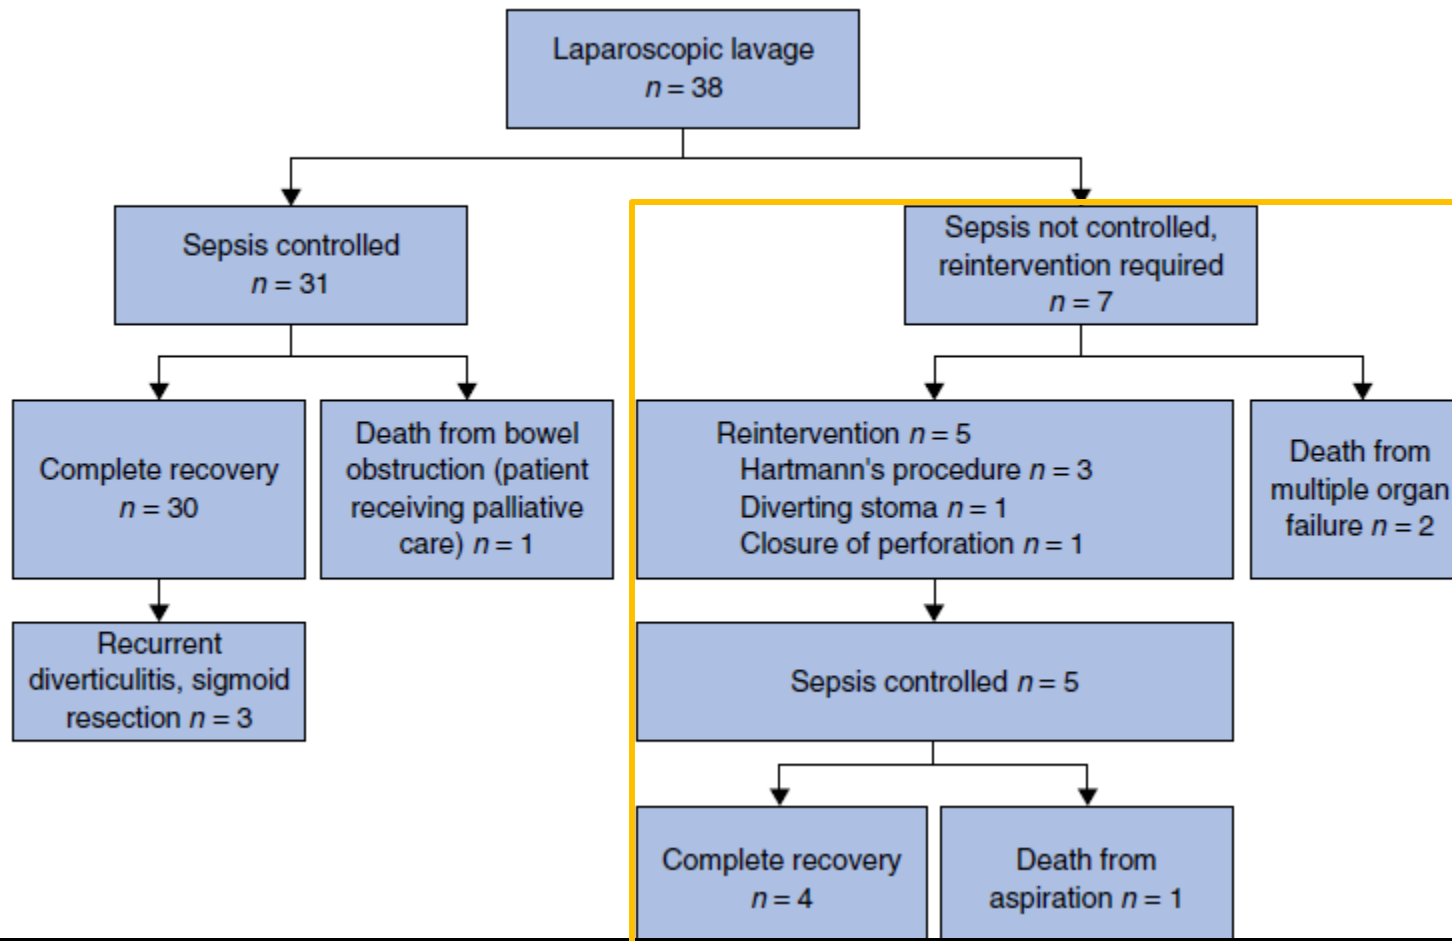 Laparoscopic lavage
n = 38
Sepsis controlled
n = 31
Sepsis not controlled,
reintervention required
n = 7
Complete recovery
n = 30
Death from bowel
obstruction (patient
receiving palliative
care) n = 1
Reintervention n = 5
Hartmann's procedure n = 3
Diverting stoma n = 1
Closure of perforation n = 1
Death from
multiple organ
failure n = 2
Recurrent
diverticulitis, sigmoid
resection n = 3
Sepsis controlled n = 5
Complete recovery
n = 4
Death from
aspiration n = 1